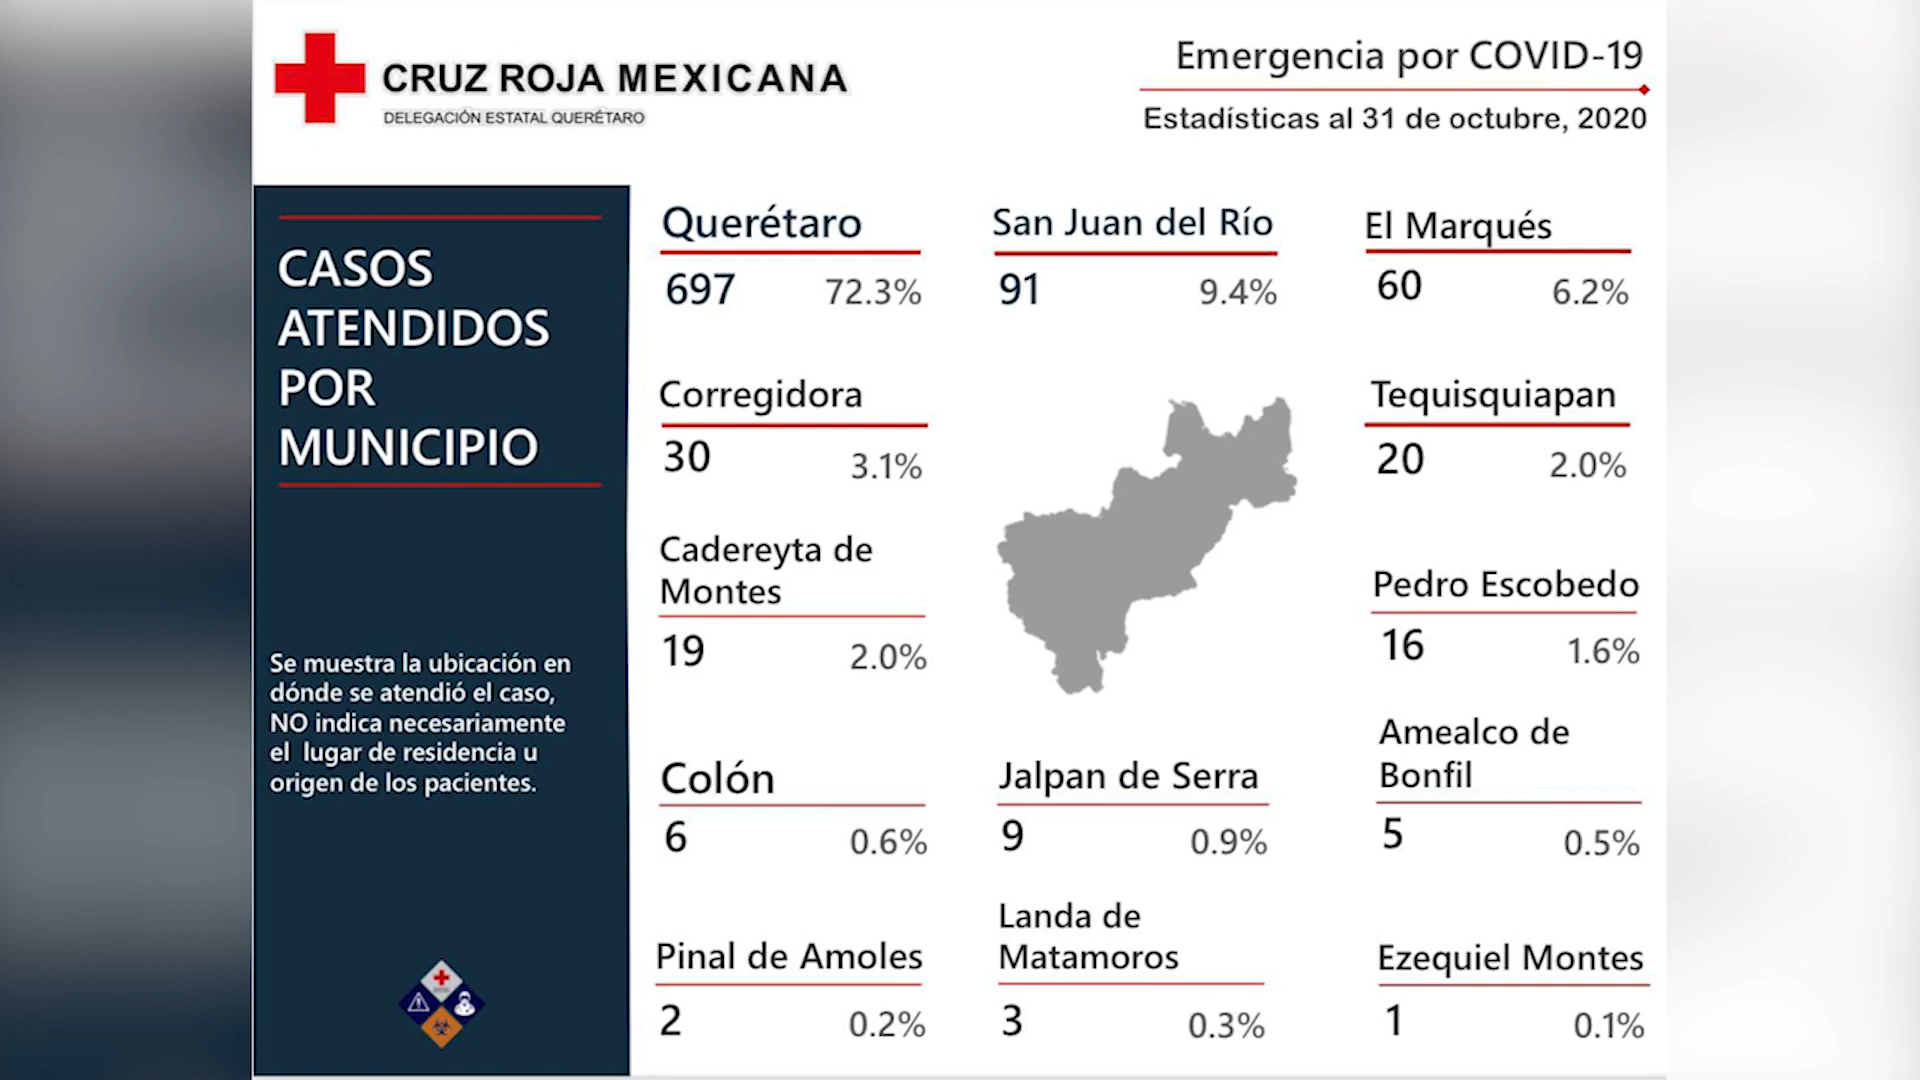 CRUZ ROJA MEXICANA
DELEGACIÓN ESTATAL QUERÉTARO
Emergencia por COVID-19
Estadísticas al 31 de octubre, 2020
CASOS
ATENDIDOS
POR
MUNICIPIO
Se muestra la ubicación en
dónde se atendió el caso,
NO indica necesariamente
el lugar de residencia u
origen de los pacientes.
Querétaro
697 72.3%
San Juan del Río
91 9.4%
El Marqués
60 6.2%
Corregidora
30 3.1%
Tequisquiapan
20 2.0%
Cadereyta de
Montes
19 2.0%
Pedro Escobedo
16 1.6%
Colón
6 0.6%
Jalpan de Serra
9 0.9%
Amealco de
Bonfil
5 0.5%
Pinal de Amoles
2 0.2%
Landa de
Matamoros
3 0.3%
Ezequiel Montes
1 0.1%